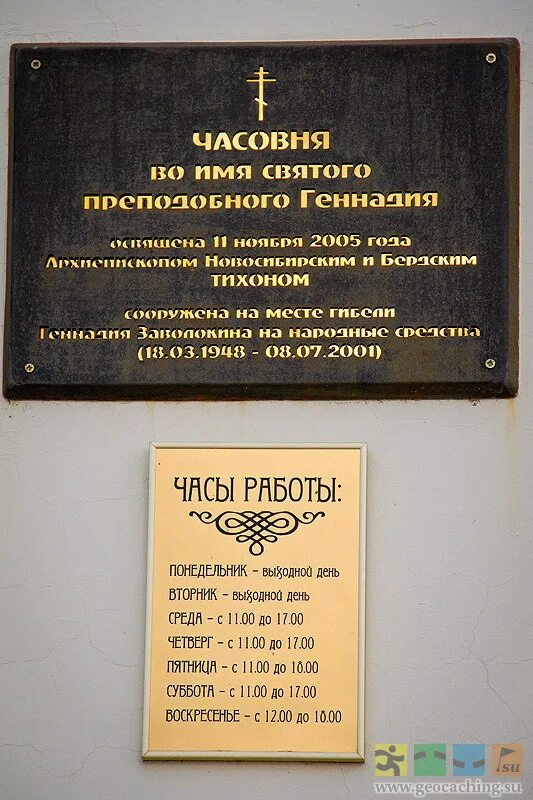 ЧАСОВНЯ
ВО ИМЯ СВЯТОГО
ПРЕПОДОБНОГО ГЕННАДИЯ
ОСВЯЩЕНА 11 НОЯБРЯ 2005 ГОДА
АРХИЕПИСКОПОМ НОВОСИБИРСКИМ И БЕРДСКИМ
ТИХОНОМ
СООРУЖЕНА НА МЕСТЕ ГИБЕЛИ
ГЕННАДИЯ ЗАВОЛОКИНА НА НАРОДНЫЕ СРЕДСТВА
(18.03.1948 - 08.07.2001)
ЧАСЫ РАБОТЫ:
ПОНЕДЕЛЬНИК – ВЫХОДНОЙ ДЕНЬ
ВТОРНИК – ВЫХОДНОЙ ДЕНЬ
СРЕДА – С 11.00 ДО 17.00
ЧЕТВЕРГ – С 11.00 ДО 17.00
ПЯТНИЦА – С 11.00 ДО 18.00
СУББОТА – С 11.00 ДО 17.00
ВОСКРЕСЕНЬЕ – С 12.00 ДО 18.00
.su
www.geocaching.su